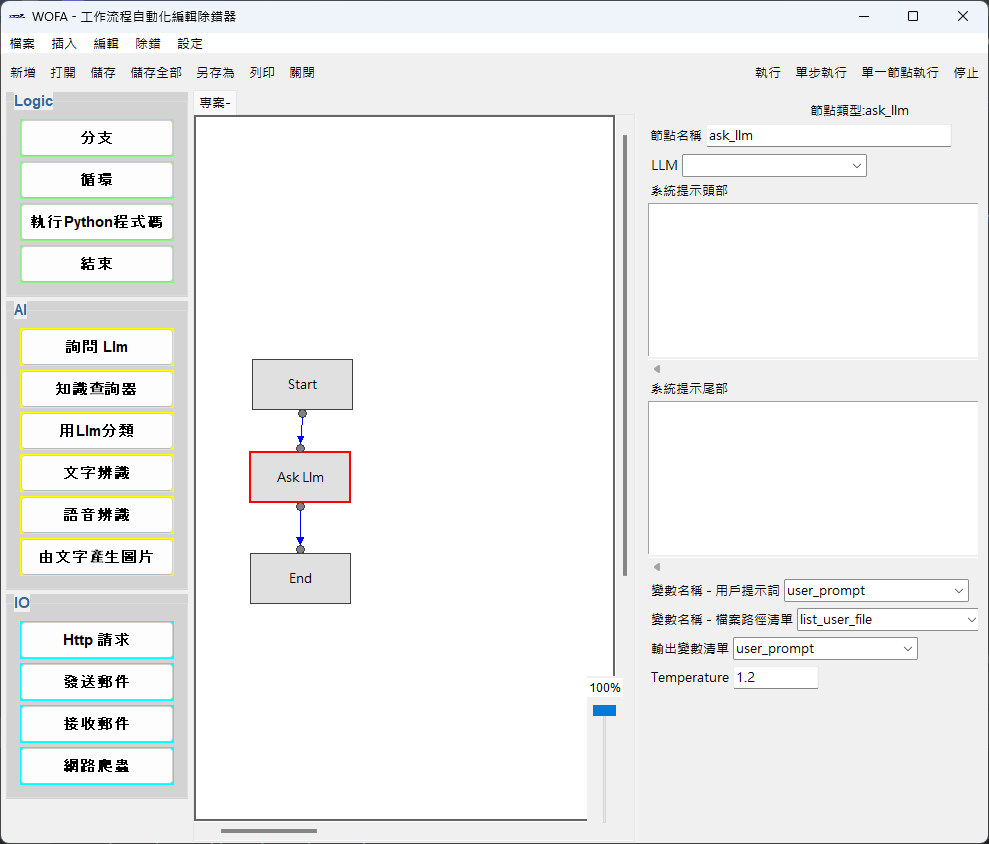 WOFA - 工作流程自動化編輯除錯器
檔案 插入 編輯 除錯 設定
新增 打開 儲存 儲存全部 另存為 列印 關閉 執行 單步執行 單一節點執行 停止
Logic
分支
循環
執行Python程式碼
結束
AI
詢問 Llm
知識查詢器
用Llm分類
文字辨識
語音辨識
由文字產生圖片
IO
Http 請求
發送郵件
接收郵件
網路爬蟲
專案-
Start
Ask Llm
End
100%
節點類型:ask_llm
節點名稱 ask_llm
LLM
系統提示頭部
系統提示尾部
變數名稱 - 用戶提示詞 user_prompt
變數名稱 - 檔案路徑清單 list_user_file
輸出變數清單 user_prompt
Temperature 1.2